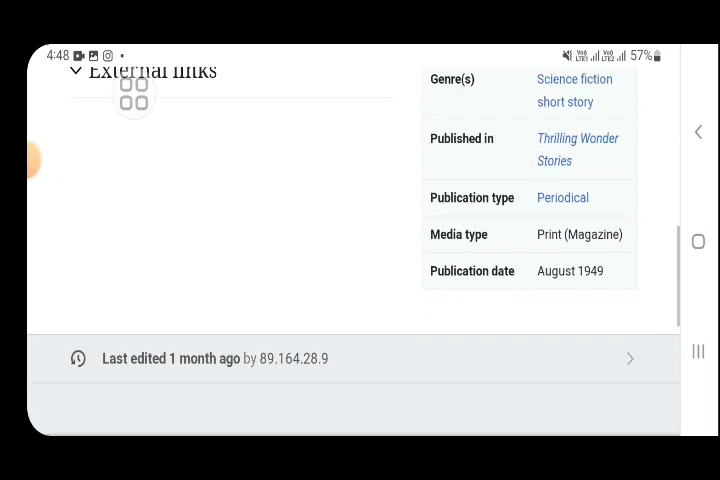 4:48 57%
External links
Genre(s) Science fiction
short story
Published in Thrilling Wonder
Stories
Publication type Periodical
Media type Print (Magazine)
Publication date August 1949
Last edited 1 month ago by 89.164.28.9